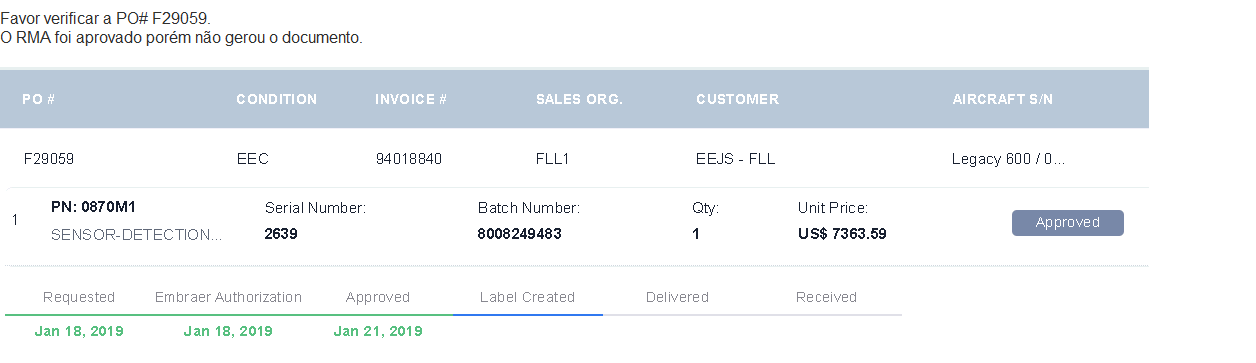 Favor verificar a PO# F29059.
O RMA foi aprovado porém não gerou o documento.
PO # CONDITION INVOICE # SALES ORG. CUSTOMER AIRCRAFT S/N
F29059 EEC 94018840 FLL1 EEJS - FLL Legacy 600 / 0...
PN: 0870M1 Serial Number: Batch Number: Qty: Unit Price:
1 Approved
SENSOR-DETECTION... 2639 8008249483 1 US$ 7363.59
Requested Embraer Authorization Approved Label Created Delivered Received
Jan 18, 2019 Jan 18, 2019 Jan 21, 2019